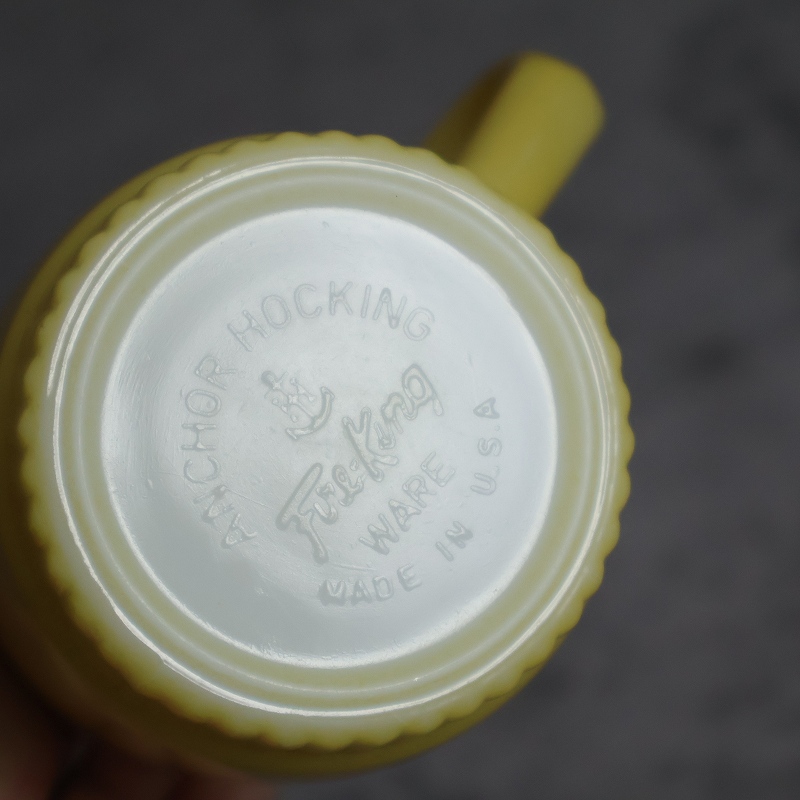 ANCHOR HOCKING
Fire-King
WARE
MADE IN U.S.A